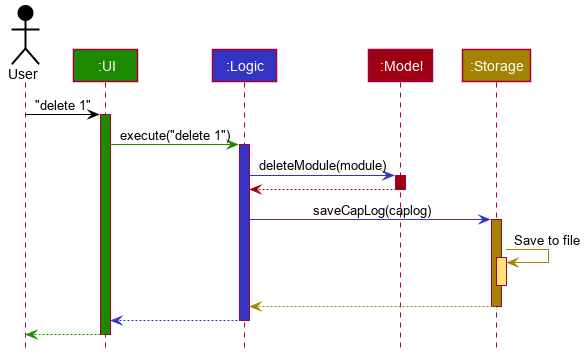 User
:UI
:Logic
:Model
:Storage
"delete 1"
execute("delete 1")
deleteModule(module)
saveCapLog(caplog)
Save to file